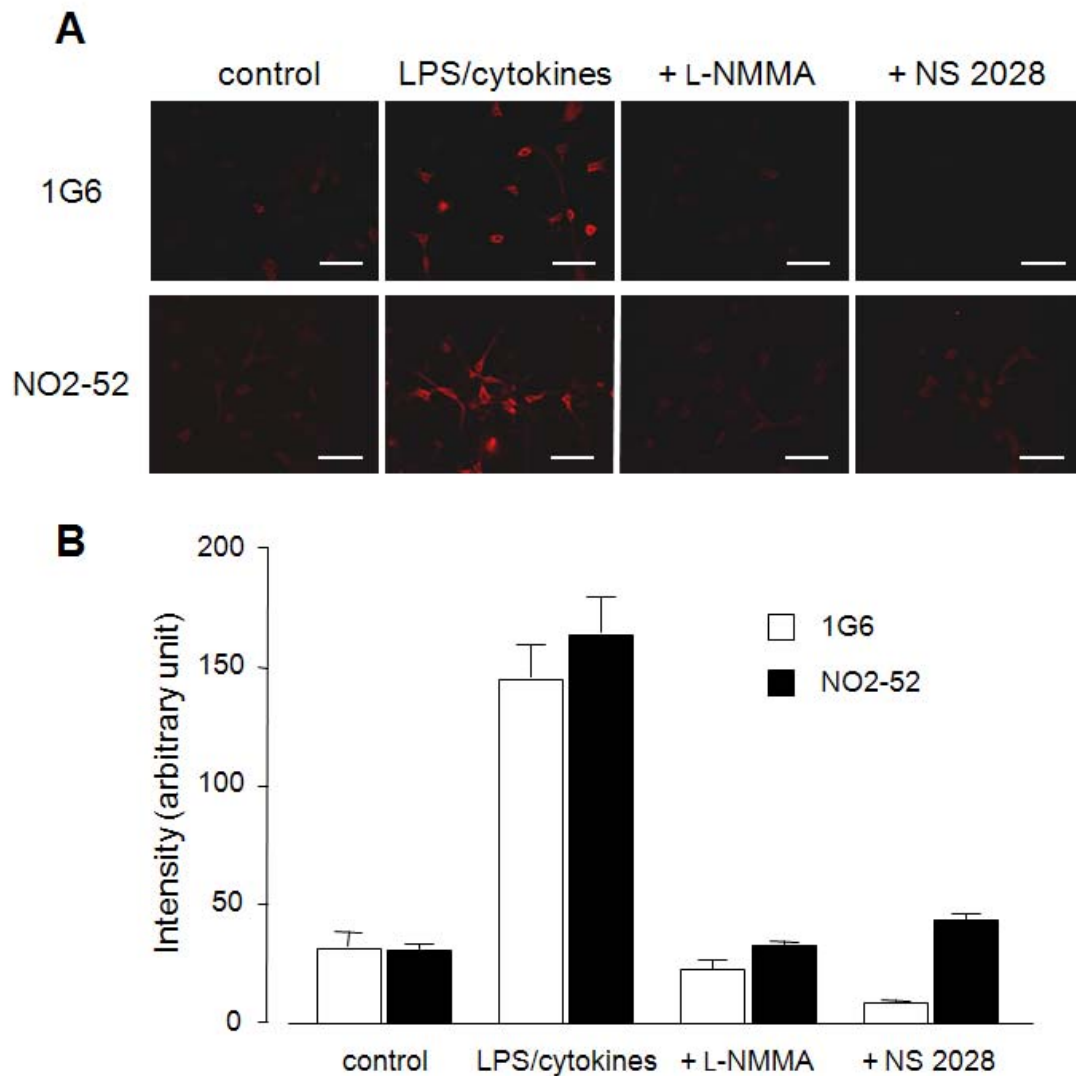 A
control LPS/cytokines + L-NMMA + NS 2028
1G6
NO2-52
B
200
150
100
50
0
Intensity (arbitrary unit)
1G6
NO2-52
control LPS/cytokines + L-NMMA + NS 2028